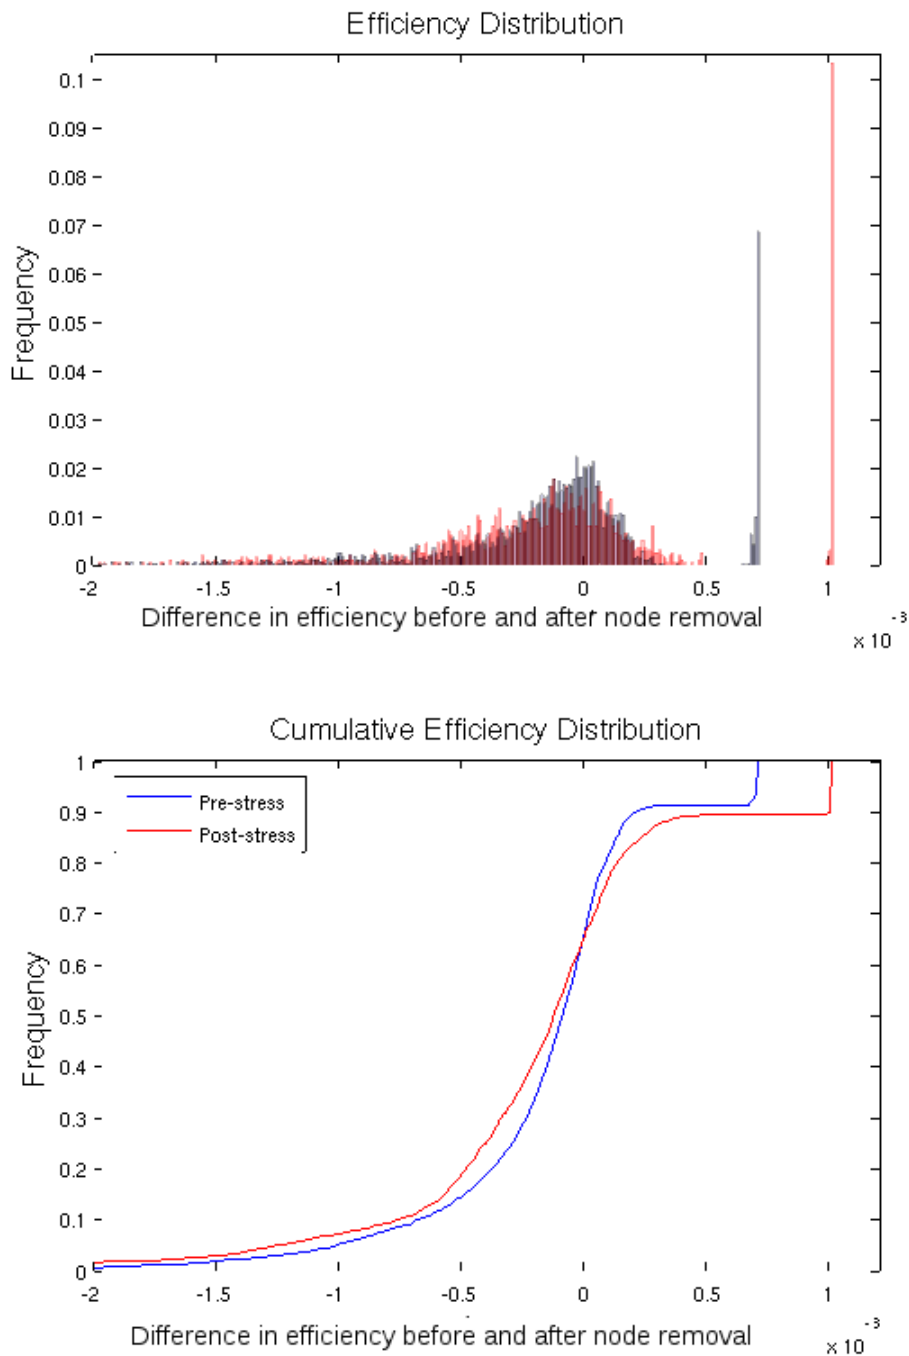 Efficiency Distribution
0.1
0.09
0.08
0.07
0.06
0.05
0.04
0.03
0.02
0.01
0
Frequency
-2 -1.5 -1 -0.5 0 0.5 1
Difference in efficiency before and after node removal
x 10^-3
Cumulative Efficiency Distribution
1
0.9
0.8
0.7
0.6
0.5
0.4
0.3
0.2
0.1
0
Frequency
Pre-stress
Post-stress
-2 -1.5 -1 -0.5 0 0.5 1
Difference in efficiency before and after node removal
x 10^-3